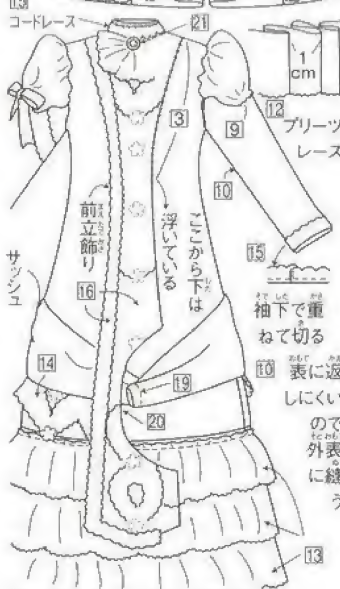 0.5
コードレース
21
1
cm
3
9
12
プリーツ
レース
10
前立飾り
ここから下は
浮いている
15
サッシュ
16
袖下で重
ねて切る
14
19
10 表に返
しにくい
ので
外表
に縫
う
20
13